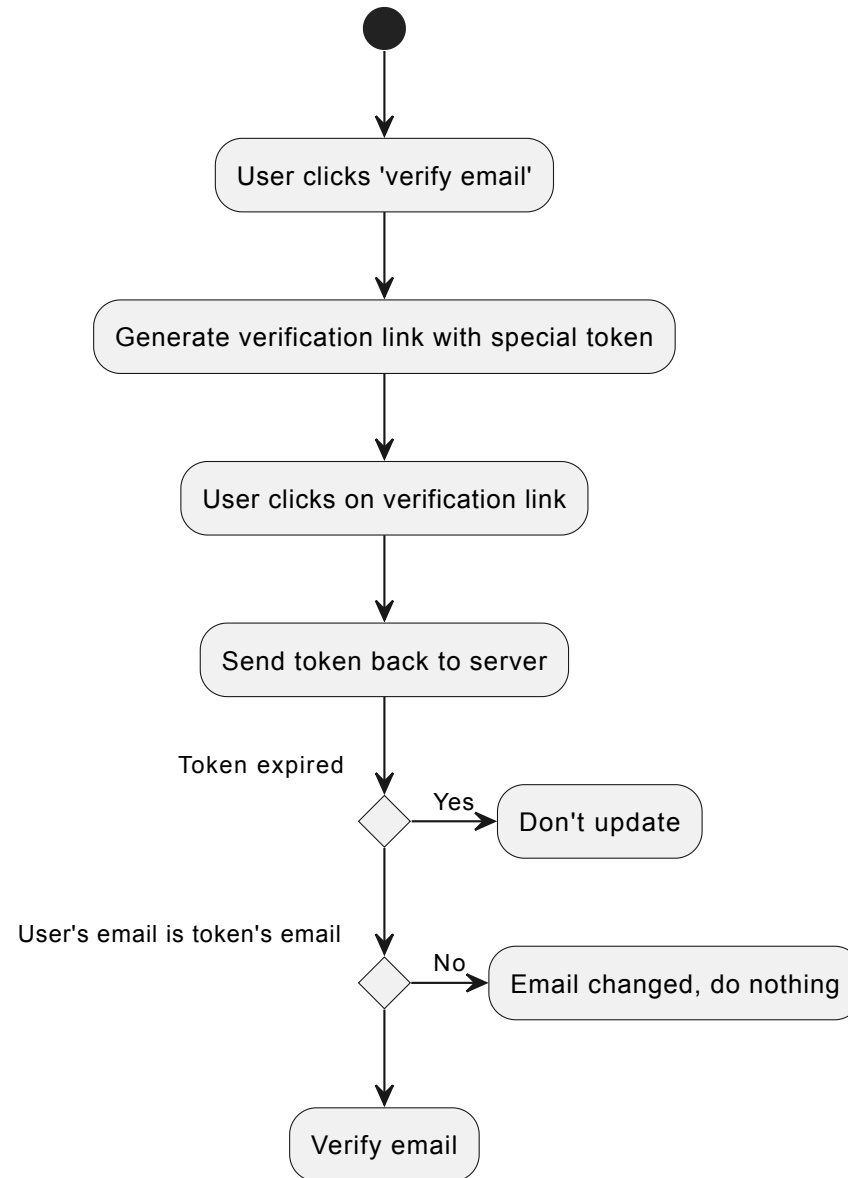 User clicks 'verify email'
Generate verification link with special token
User clicks on verification link
Send token back to server
Token expired
Yes
Don't update
User's email is token's email
No
Email changed, do nothing
Verify email